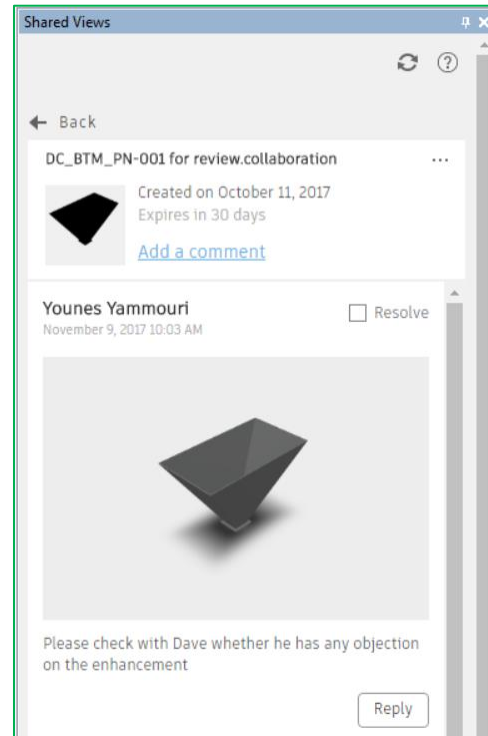 Shared Views
Back
DC_BTM_PN-001 for review.collaboration
Created on October 11, 2017
Expires in 30 days
Add a comment
Younes Yammouri
Resolve
November 9, 2017 10:03 AM
Please check with Dave whether he has any objection
on the enhancement
Reply